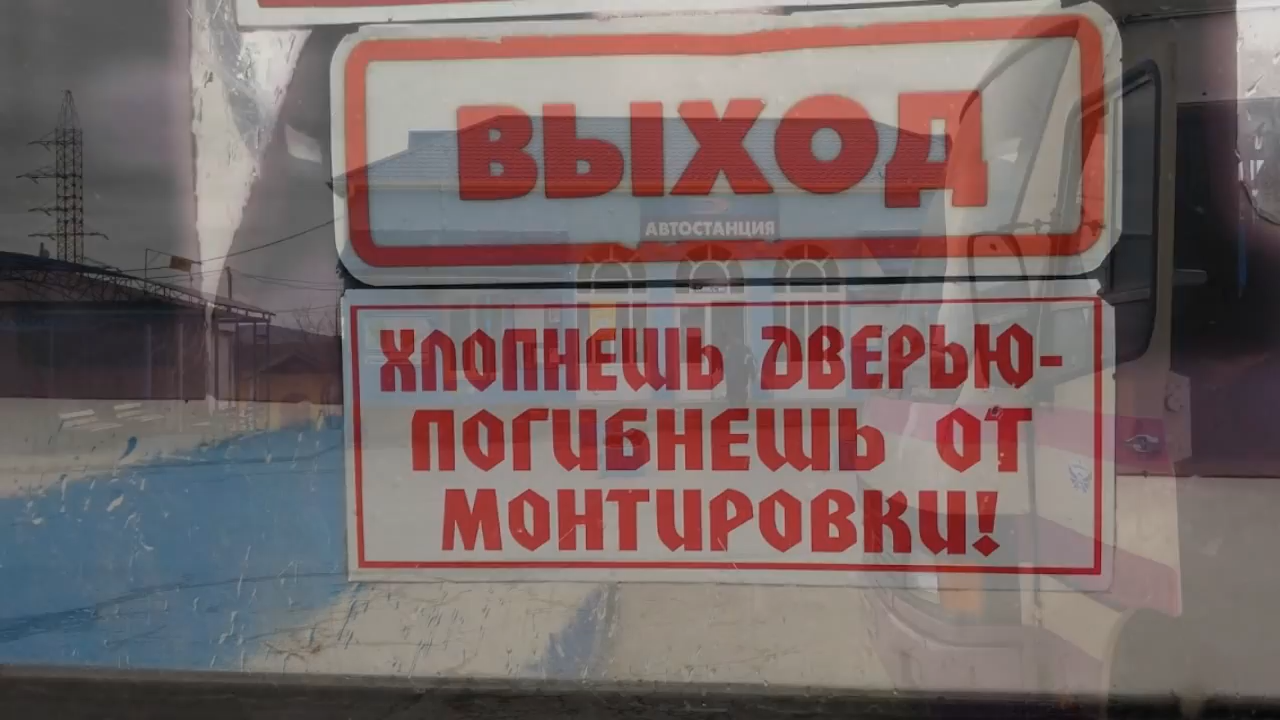 ВЫХОД
АВТОСТАНЦИЯ
ХЛОПНЕШЬ ДВЕРЬЮ-
ПОГИБНЕШЬ ОТ
МОНТИРОВКИ!